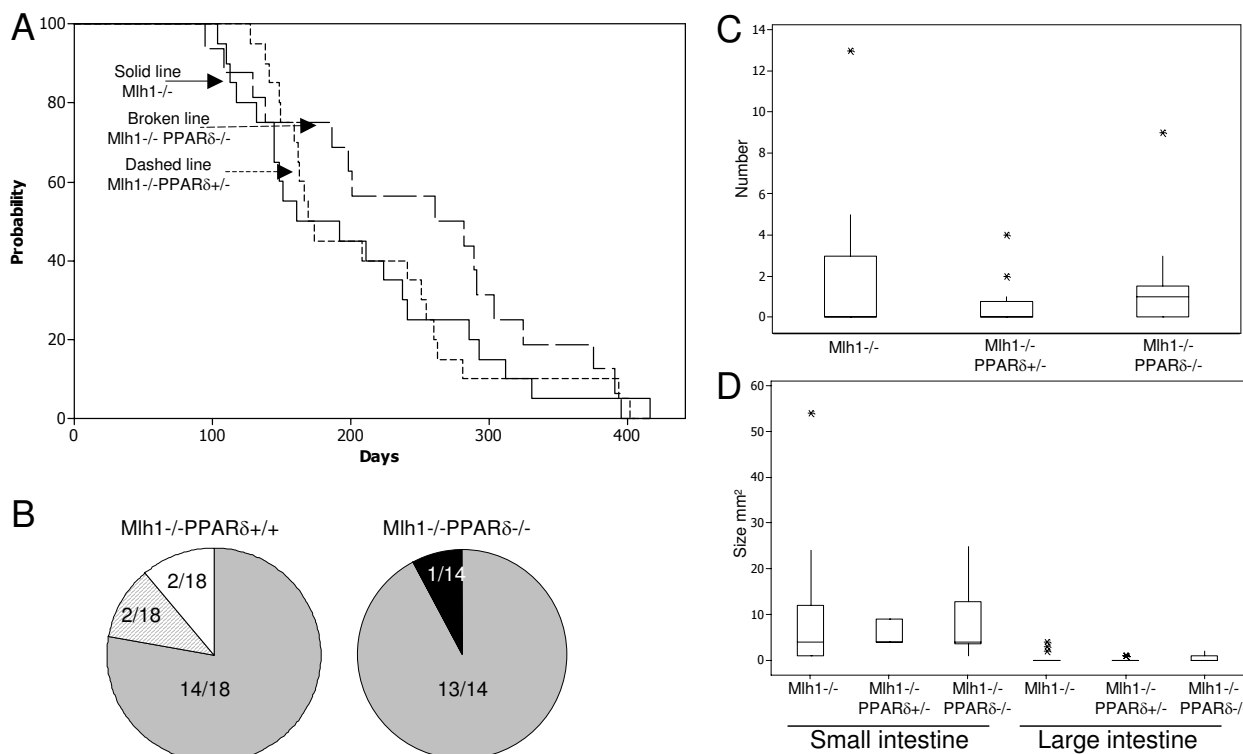 A
100
80
60
40
20
0
Probability
Solid line
Mlh1-/-
Broken line
Mlh1-/- PPARδ-/-
Dashed line
Mlh1-/-PPARδ+/-
0 100 200 300 400
Days
B
Mlh1-/-PPARδ+/+
2/18
2/18
14/18
Mlh1-/-PPARδ-/-
1/14
13/14
C
14
12
10
8
6
4
2
0
Number
Mlh1-/-
Mlh1-/-
PPARδ+/-
Mlh1-/-
PPARδ-/-
D
60
50
40
30
20
10
0
Size mm²
Mlh1-/-
Mlh1-/-
PPARδ+/-
Mlh1-/-
PPARδ-/-
Mlh1-/-
Mlh1-/-
PPARδ+/-
Mlh1-/-
PPARδ-/-
Small intestine
Large intestine